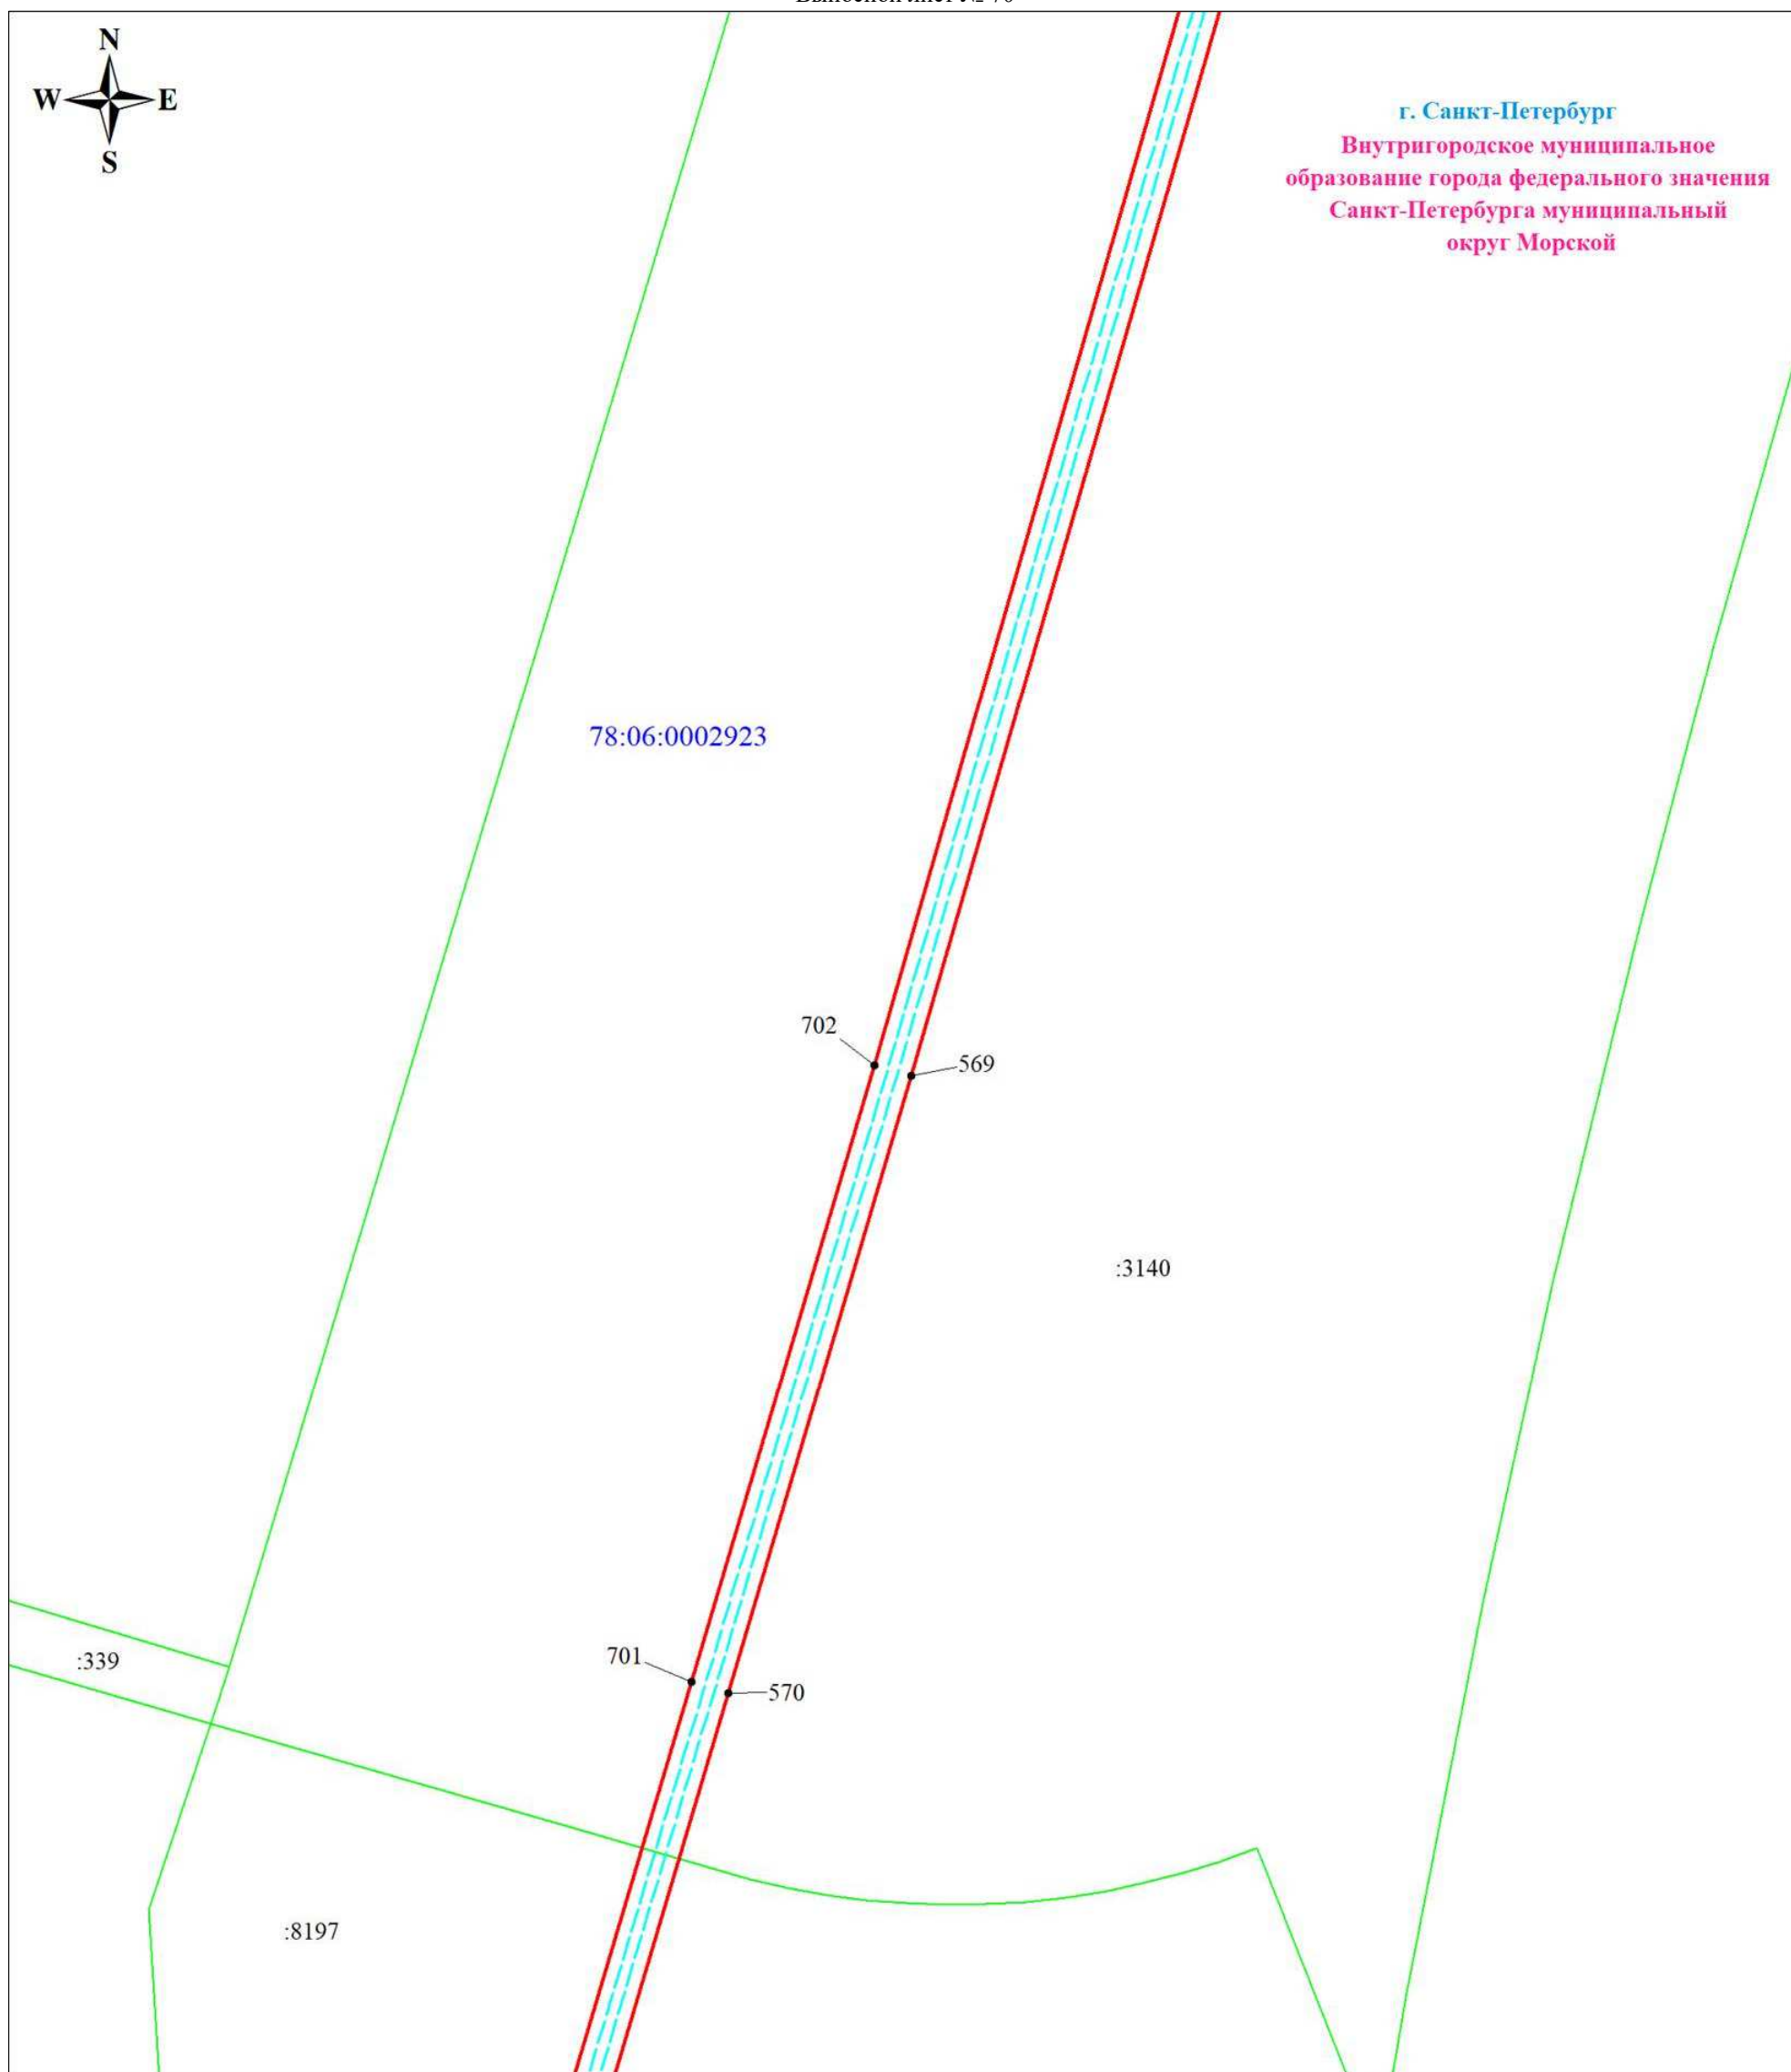 N
W E
S
г. Санкт-Петербург
Внутригородское муниципальное
образование города федерального значения
Санкт-Петербурга муниципальный
округ Морской
78:06:0002923
702
569
:3140
701
:339
570
:8197